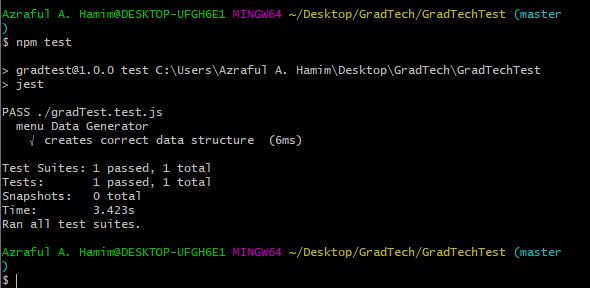 Azraful A. Hamim@DESKTOP-UFGH6E1 MINGW64 ~/Desktop/GradTech/GradTechTest (master
)
$ npm test
> gradtest@1.0.0 test C:\Users\Azraful A. Hamim\Desktop\GradTech\GradTechTest
> jest
PASS ./gradTest.test.js
menu Data Generator
√ creates correct data structure (6ms)
Test Suites: 1 passed, 1 total
Tests: 1 passed, 1 total
Snapshots: 0 total
Time: 3.423s
Ran all test suites.
Azraful A. Hamim@DESKTOP-UFGH6E1 MINGW64 ~/Desktop/GradTech/GradTechTest (master
)
$